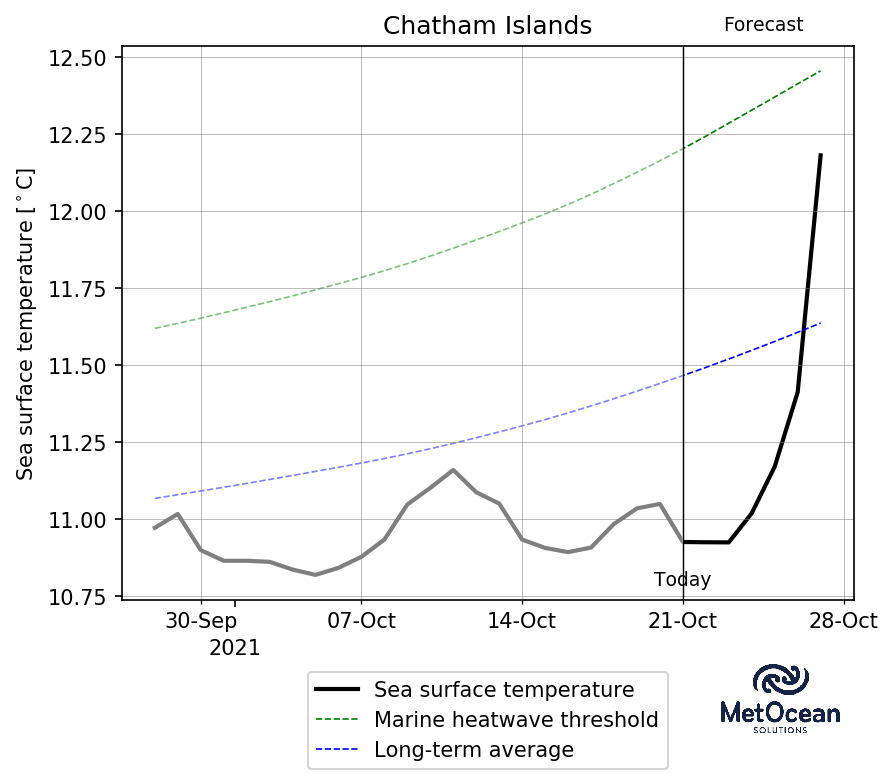 Chatham Islands
Forecast
Sea surface temperature [°C]
12.50
12.25
12.00
11.75
11.50
11.25
11.00
10.75
Today
30-Sep
07-Oct
14-Oct
21-Oct
28-Oct
2021
Sea surface temperature
Marine heatwave threshold
Long-term average
MetOcean
SOLUTIONS